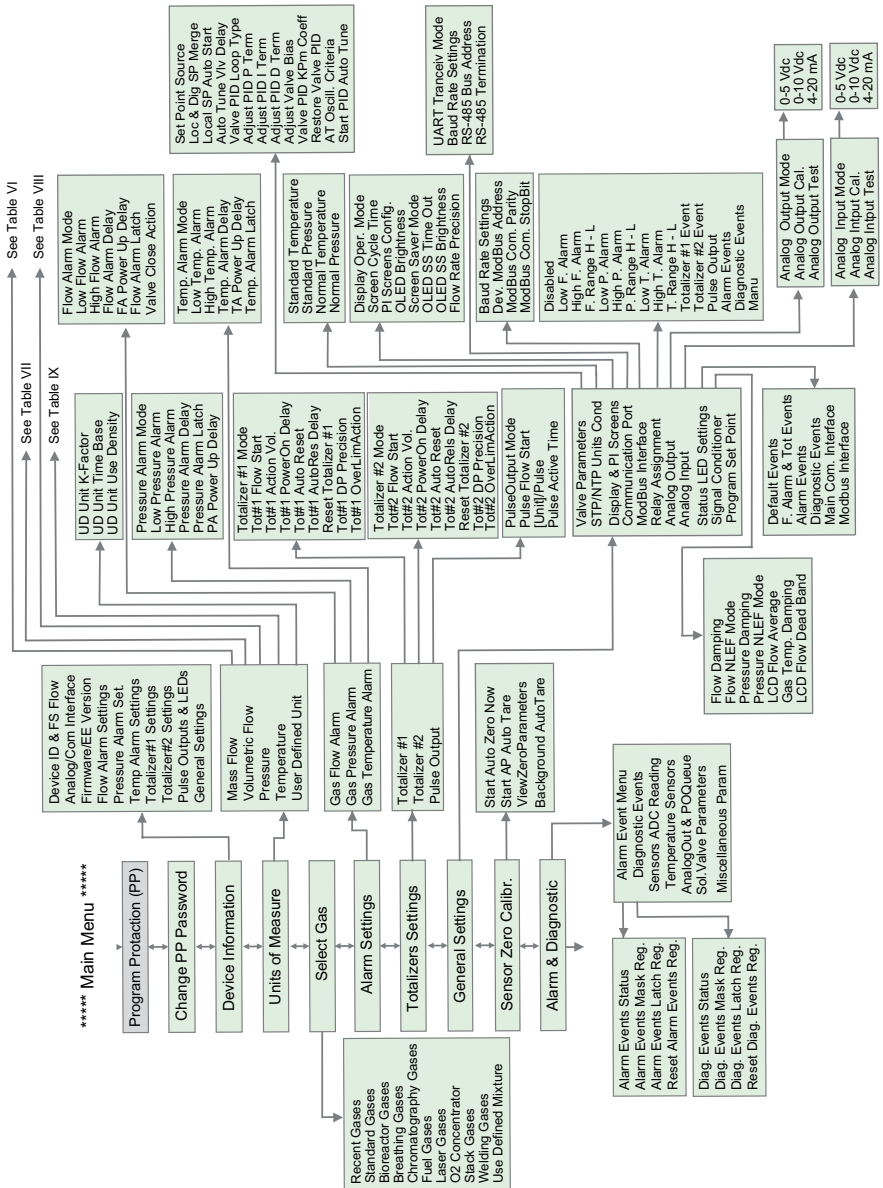 ***** Main Menu *****
Program Protaction (PP)
Change PP Password
Device Information
Units of Measure
Select Gas
Alarm Settings
Totalizers Settings
General Settings
Sensor Zero Calibr.
Alarm & Diagnostic
Recent Gases
Standard Gases
Bioreactor Gases
Breathing Gases
Chromatography Gases
Fuel Gases
Laser Gases
O2 Concentrator
Stack Gases
Welding Gases
Use Defined Mixture
Alarm Events Status
Alarm Events Mask Reg.
Alarm Events Latch Reg.
Reset Alarm Events Reg.
Diag. Events Status
Diag. Events Mask Reg.
Diag. Events Latch Reg.
Reset Diag. Events Reg.
Device ID & FS Flow
Analog/Com Interface
Firmware/EE Version
Flow Alarm Settings
Pressure Alarm Set.
Temp Alarm Settings
Totalizer#1 Settings
Totalizer#2 Settings
Pulse Outputs & LEDs
General Settings
Mass Flow
Volumetric Flow
Pressure
Temperature
User Defined Unit
Gas Flow Alarm
Gas Pressure Alarm
Gas Temperature Alarm
Totalizer #1
Totalizer #2
Pulse Output
Start Auto Zero Now
Start AP Auto Tare
ViewZeroParameters
Background AutoTare
Alarm Event Menu
Diagnostic Events
Sensors ADC Reading
Temperature Sensors
AnalogOut & POQueue
Sol.Valve Parameters
Miscellaneous Param
See Table VII
See Table IX
See Table VI
See Table VIII
UD Unit K-Factor
UD Unit Time Base
UD Unit Use Density
Pressure Alarm Mode
Low Pressure Alarm
High Pressure Alarm
Pressure Alarm Delay
Pressure Alarm Latch
PA Power Up Delay
Totalizer #1 Mode
Tot#1 Flow Start
Tot#1 Action Vol.
Tot#1 PowerOn Delay
Tot#1 Auto Reset
Tot#1 AutoRes Delay
Reset Totalizer #1
Tot#1 DP Precision
Tot#1 OverLimAction
Totalizer #2 Mode
Tot#2 Flow Start
Tot#2 Action Vol.
Tot#2 PowerOn Delay
Tot#2 Auto Reset
Tot#2 AutoRels Delay
Reset Totalizer #2
Tot#2 DP Precision
Tot#2 OverLimAction
PulseOutput Mode
Pulse Flow Start
[Unit]/Pulse
Pulse Active Time
Valve Parameters
STP/NTP Units Cond
Display & PI Screens
Communication Port
ModBus Interface
Relay Assignment
Analog Output
Analog Input
Status LED Settings
Signal Conditioner
Program Set Point
Flow Damping
Flow NLEF Mode
Pressure Damping
Pressure NLEF Mode
LCD Flow Average
Gas Temp. Damping
LCD Flow Dead Band
Default Events
F. Alarm & Tot Events
Alarm Events
Diagnostic Events
Main Com. Interface
Modbus Interface
Flow Alarm Mode
Low Flow Alarm
High Flow Alarm
Flow Alarm Delay
FA Power Up Delay
Flow Alarm Latch
Valve Close Action
Temp. Alarm Mode
Low Temp. Alarm
High Temp. Alarm
Temp. Alarm Delay
TA Power Up Delay
Temp. Alarm Latch
Standard Temperature
Standard Pressure
Normal Temperature
Normal Pressure
Display Oper. Mode
Screen Cycle Time
PI Screens Config.
OLED Brightness
Screen Saver Mode
OLED SS Time Out
OLED SS Brightness
Flow Rate Precision
Baud Rate Settings
Dev. ModBus Address
ModBus Com. Parity
ModBus Com. StopBit
Disabled
Low F. Alarm
High F. Alarm
F. Range H - L
Low P. Alarm
High P. Alarm
P. Range H - L
Low T. Alarm
High T. Alarm
T. Range H - L
Totalizer #1 Event
Totalizer #2 Event
Pulse Output
Alarm Events
Diagnostic Events
Manu
Set Point Source
Loc & Dig SP Merge
Local SP Auto Start
Auto Tune Vlv Delay
Valve PID Loop Type
Adjust PID P Term
Adjust PID I Term
Adjust PID D Term
Adjust Valve Bias
Valve PID KPm Coeff
Restore Valve PID
AT Oscill. Criteria
Start PID Auto Tune
UART Tranceiv Mode
Baud Rate Settings
RS-485 Bus Address
RS-485 Termination
Analog Output Mode
Analog Output Cal.
Analog Output Test
Analog Input Mode
Analog Intput Cal.
Analog Intput Test
0-5 Vdc
0-10 Vdc
4-20 mA
0-5 Vdc
0-10 Vdc
4-20 mA